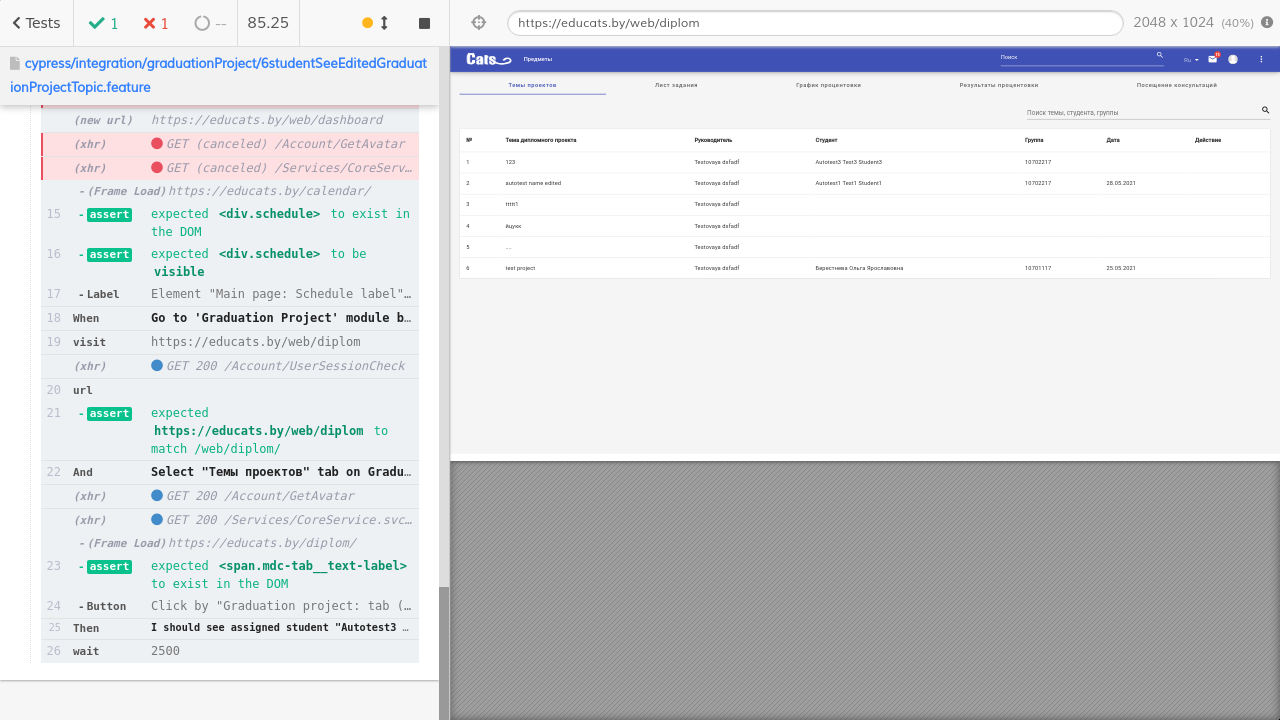 Tests
1
1
--
85.25
https://educats.by/web/diplom
2048 x 1024 (40%)
cypress/integration/graduationProject/6studentSeeEditedGraduat
ionProjectTopic.feature
(new url) https://educats.by/web/dashboard
(xhr) GET (canceled) /Account/GetAvatar
(xhr) GET (canceled) /Services/CoreServ…
-(Frame Load) https://educats.by/calendar/
15 -assert expected <div.schedule> to exist in
the DOM
16 -assert expected <div.schedule> to be
visible
17 -Label Element "Main page: Schedule label"…
18 When Go to 'Graduation Project' module b…
19 visit https://educats.by/web/diplom
(xhr) GET 200 /Account/UserSessionCheck
20 url
21 -assert expected
https://educats.by/web/diplom to
match /web/diplom/
22 And Select "Темы проектов" tab on Gradu…
(xhr) GET 200 /Account/GetAvatar
(xhr) GET 200 /Services/CoreService.svc…
-(Frame Load) https://educats.by/diplom/
23 -assert expected <span.mdc-tab__text-label>
to exist in the DOM
24 -Button Click by "Graduation project: tab (…
25 Then I should see assigned student "Autotest3 …
26 wait 2500
Cats Предметы Поиск Ru
Темы проектов Лист задания График процентовки Результаты процентовки Посещение консультаций
Поиск темы, студента, группы
№ Тема дипломного проекта Руководитель Студент Группа Дата Действие
1 123 Testovaya dsfadf Autotest3 Test3 Student3 10702217
2 autotest name edited Testovaya dsfadf Autotest1 Test1 Student1 10702217 28.05.2021
3 ttttt1 Testovaya dsfadf
4 йцукк Testovaya dsfadf
5 ... Testovaya dsfadf
6 test project Testovaya dsfadf Берестнева Ольга Ярославовна 10701117 25.05.2021